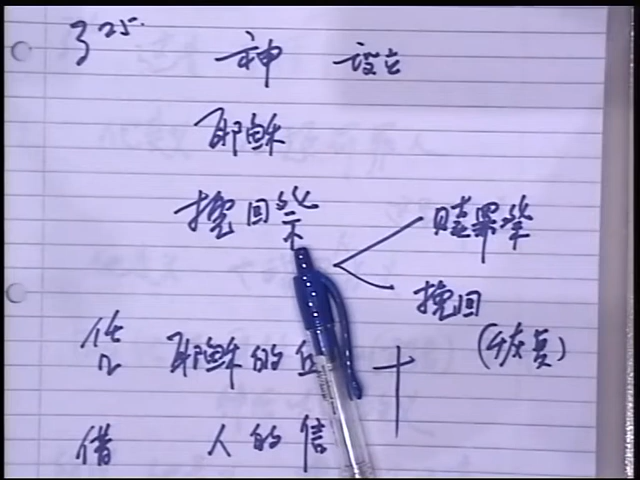 3 25
神 设立
耶稣
挽回祭
赎罪祭
挽回
凭 耶稣的
借 人的信